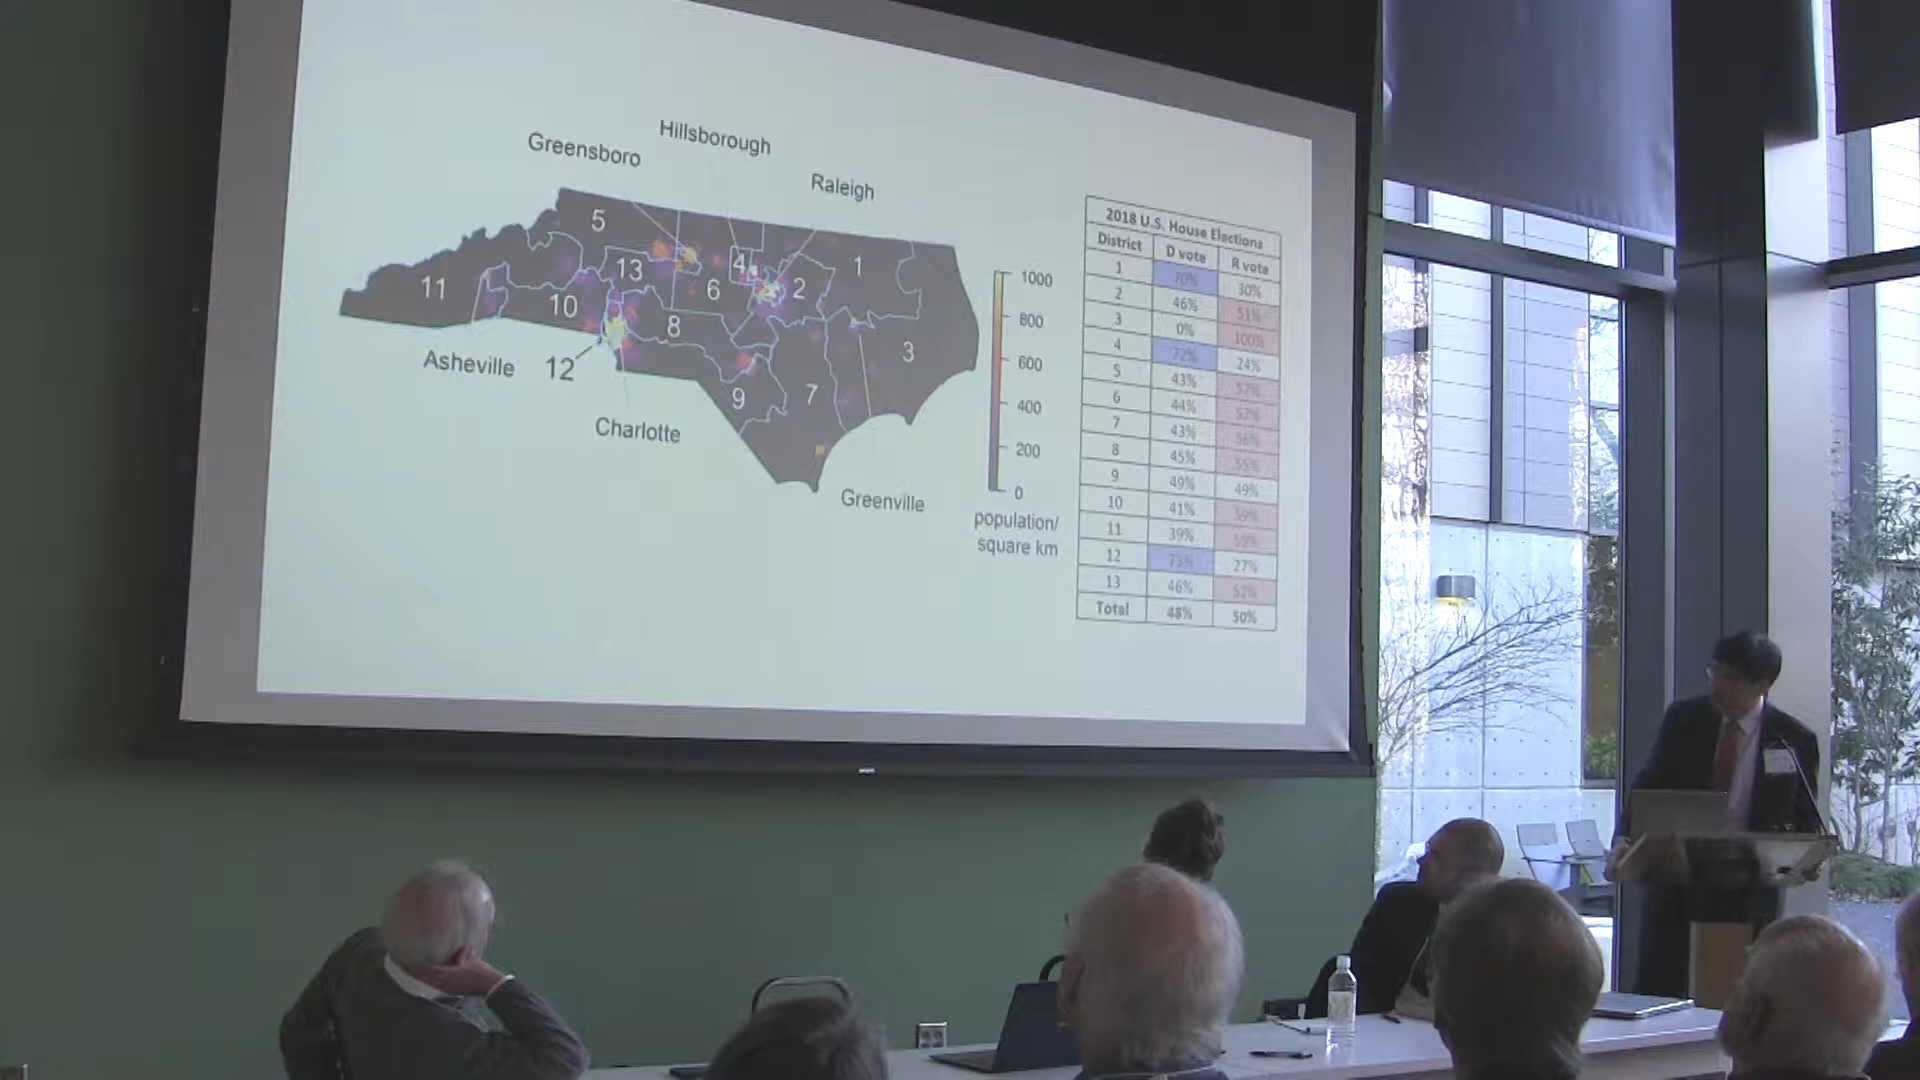 Hillsborough
Greensboro
Raleigh
5
4
1
13
11
10
6
2
8
3
9
7
Asheville
12
Charlotte
Greenville
1000
800
600
400
200
0
population/
square km
2018 U.S. House Elections
District D vote R vote
1 70% 30%
2 46% 51%
3 0% 100%
4 72% 24%
5 43% 57%
6 44% 57%
7 43% 56%
8 45% 55%
9 49% 49%
10 41% 59%
11 39% 59%
12 73% 27%
13 46% 52%
Total 48% 50%